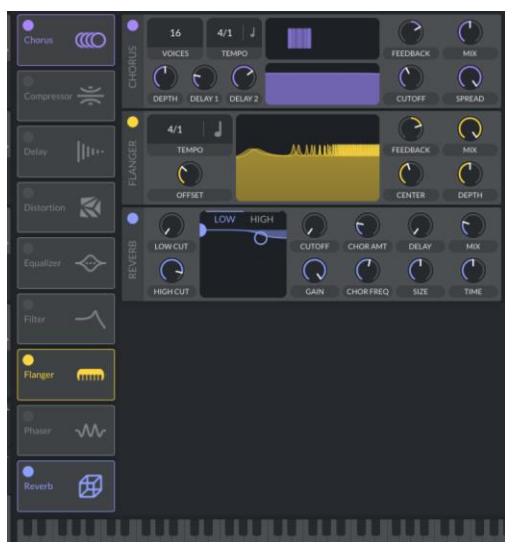 Chorus
Compressor
Delay
Distortion
Equalizer
Filter
Flanger
Phaser
Reverb
CHORUS
16
4/1
VOICES
TEMPO
FEEDBACK
MIX
DEPTH
DELAY 1
DELAY 2
CUTOFF
SPREAD
FLANGER
4/1
TEMPO
FEEDBACK
MIX
OFFSET
CENTER
DEPTH
REVERB
LOW
HIGH
LOW CUT
CUTOFF
CHOR AMT
DELAY
MIX
HIGH CUT
GAIN
CHOR FREQ
SIZE
TIME